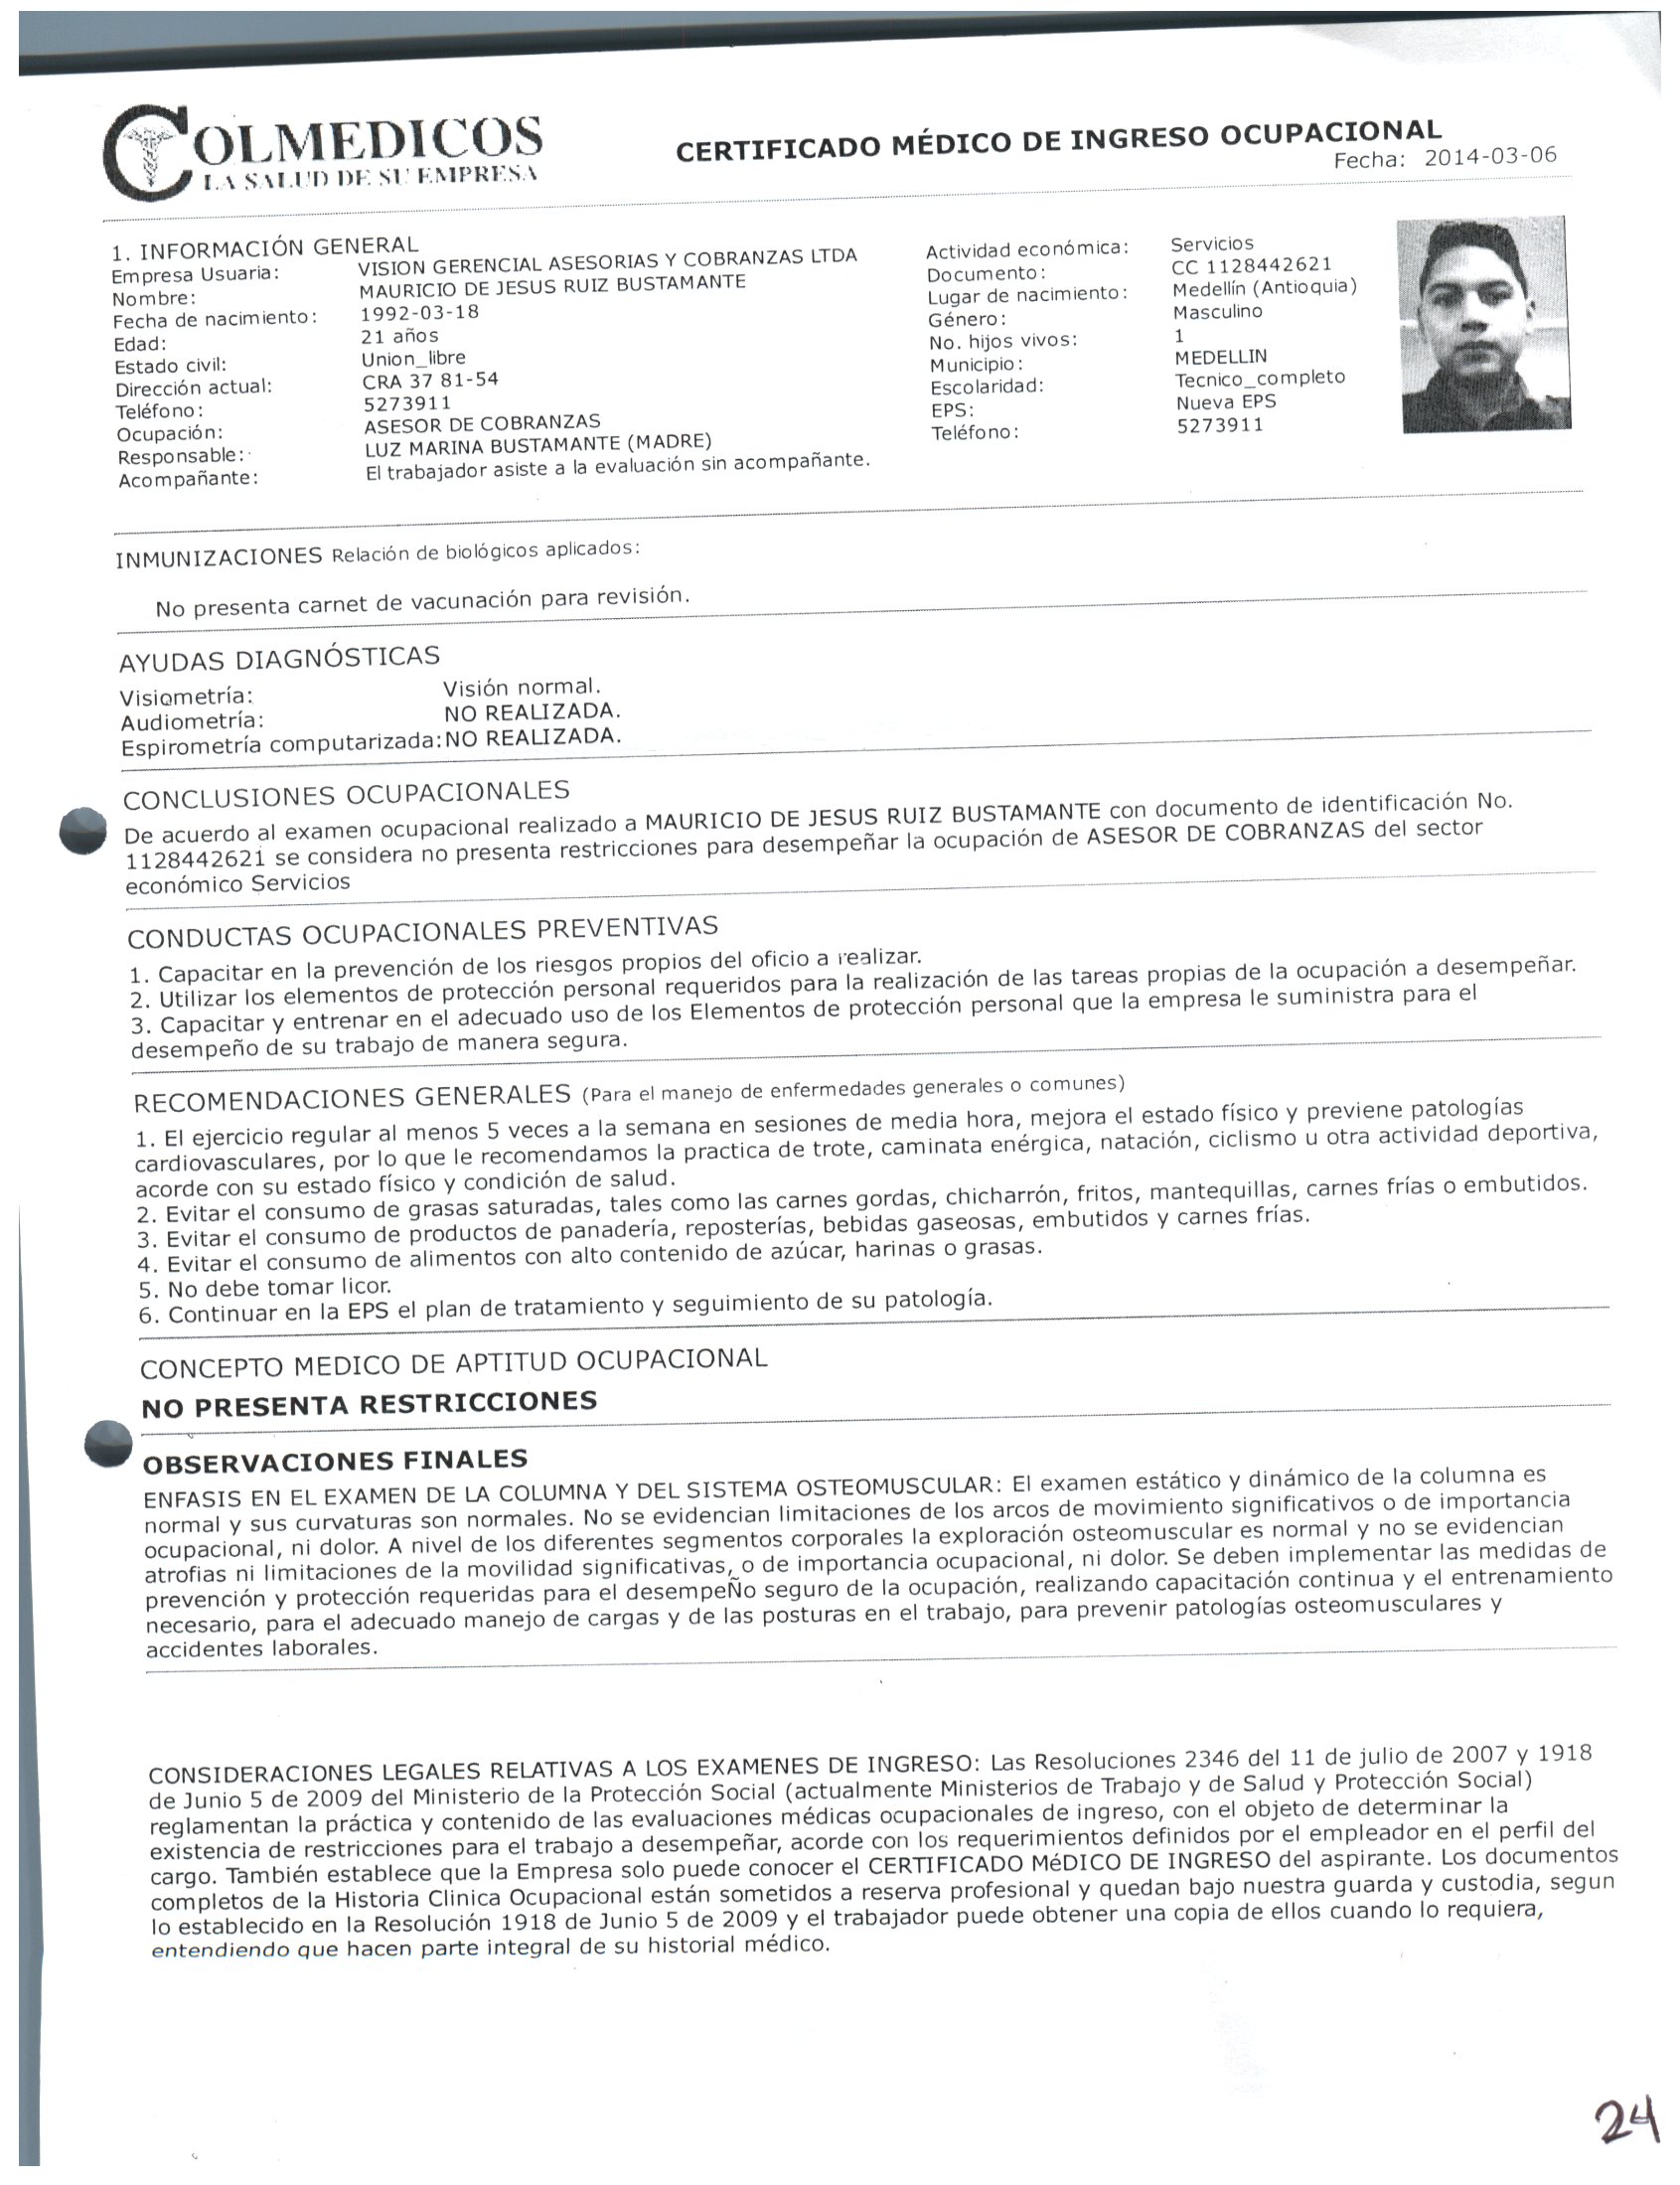 COLMEDICOS
LA SALUD DE SU EMPRESA
CERTIFICADO MÉDICO DE INGRESO OCUPACIONAL
Fecha: 2014-03-06
1. INFORMACIÓN GENERAL
Empresa Usuaria: VISION GERENCIAL ASESORIAS Y COBRANZAS LTDA
Nombre: MAURICIO DE JESUS RUIZ BUSTAMANTE
Fecha de nacimiento: 1992-03-18
Edad: 21 años
Estado civil: Union_libre
Dirección actual: CRA 37 81-54
Teléfono: 5273911
Ocupación: ASESOR DE COBRANZAS
Responsable: LUZ MARINA BUSTAMANTE (MADRE)
Acompañante: El trabajador asiste a la evaluación sin acompañante.
Actividad económica: Servicios
Documento: CC 1128442621
Lugar de nacimiento: Medellín (Antioquia)
Género: Masculino
No. hijos vivos: 1
Municipio: MEDELLIN
Escolaridad: Tecnico_completo
EPS: Nueva EPS
Teléfono: 5273911
INMUNIZACIONES Relación de biológicos aplicados:
No presenta carnet de vacunación para revisión.
AYUDAS DIAGNÓSTICAS
Visiometría: Visión normal.
Audiometría: NO REALIZADA.
Espirometría computarizada: NO REALIZADA.
CONCLUSIONES OCUPACIONALES
De acuerdo al examen ocupacional realizado a MAURICIO DE JESUS RUIZ BUSTAMANTE con documento de identificación No.
1128442621 se considera no presenta restricciones para desempeñar la ocupación de ASESOR DE COBRANZAS del sector
económico Servicios
CONDUCTAS OCUPACIONALES PREVENTIVAS
1. Capacitar en la prevención de los riesgos propios del oficio a realizar.
2. Utilizar los elementos de protección personal requeridos para la realización de las tareas propias de la ocupación a desempeñar.
3. Capacitar y entrenar en el adecuado uso de los Elementos de protección personal que la empresa le suministra para el
desempeño de su trabajo de manera segura.
RECOMENDACIONES GENERALES (Para el manejo de enfermedades generales o comunes)
1. El ejercicio regular al menos 5 veces a la semana en sesiones de media hora, mejora el estado físico y previene patologías
cardiovasculares, por lo que le recomendamos la practica de trote, caminata enérgica, natación, ciclismo u otra actividad deportiva,
acorde con su estado físico y condición de salud.
2. Evitar el consumo de grasas saturadas, tales como las carnes gordas, chicharrón, fritos, mantequillas, carnes frías o embutidos.
3. Evitar el consumo de productos de panadería, reposterías, bebidas gaseosas, embutidos y carnes frías.
4. Evitar el consumo de alimentos con alto contenido de azúcar, harinas o grasas.
5. No debe tomar licor.
6. Continuar en la EPS el plan de tratamiento y seguimiento de su patología.
CONCEPTO MEDICO DE APTITUD OCUPACIONAL
NO PRESENTA RESTRICCIONES
OBSERVACIONES FINALES
ENFASIS EN EL EXAMEN DE LA COLUMNA Y DEL SISTEMA OSTEOMUSCULAR: El examen estático y dinámico de la columna es
normal y sus curvaturas son normales. No se evidencian limitaciones de los arcos de movimiento significativos o de importancia
ocupacional, ni dolor. A nivel de los diferentes segmentos corporales la exploración osteomuscular es normal y no se evidencian
atrofias ni limitaciones de la movilidad significativas, o de importancia ocupacional, ni dolor. Se deben implementar las medidas de
prevención y protección requeridas para el desempeÑo seguro de la ocupación, realizando capacitación continua y el entrenamiento
necesario, para el adecuado manejo de cargas y de las posturas en el trabajo, para prevenir patologías osteomusculares y
accidentes laborales.
CONSIDERACIONES LEGALES RELATIVAS A LOS EXAMENES DE INGRESO: Las Resoluciones 2346 del 11 de julio de 2007 y 1918
de Junio 5 de 2009 del Ministerio de la Protección Social (actualmente Ministerios de Trabajo y de Salud y Protección Social)
reglamentan la práctica y contenido de las evaluaciones médicas ocupacionales de ingreso, con el objeto de determinar la
existencia de restricciones para el trabajo a desempeñar, acorde con los requerimientos definidos por el empleador en el perfil del
cargo. También establece que la Empresa solo puede conocer el CERTIFICADO MéDICO DE INGRESO del aspirante. Los documentos
completos de la Historia Clinica Ocupacional están sometidos a reserva profesional y quedan bajo nuestra guarda y custodia, segun
lo establecido en la Resolución 1918 de Junio 5 de 2009 y el trabajador puede obtener una copia de ellos cuando lo requiera,
entendiendo que hacen parte integral de su historial médico.
24